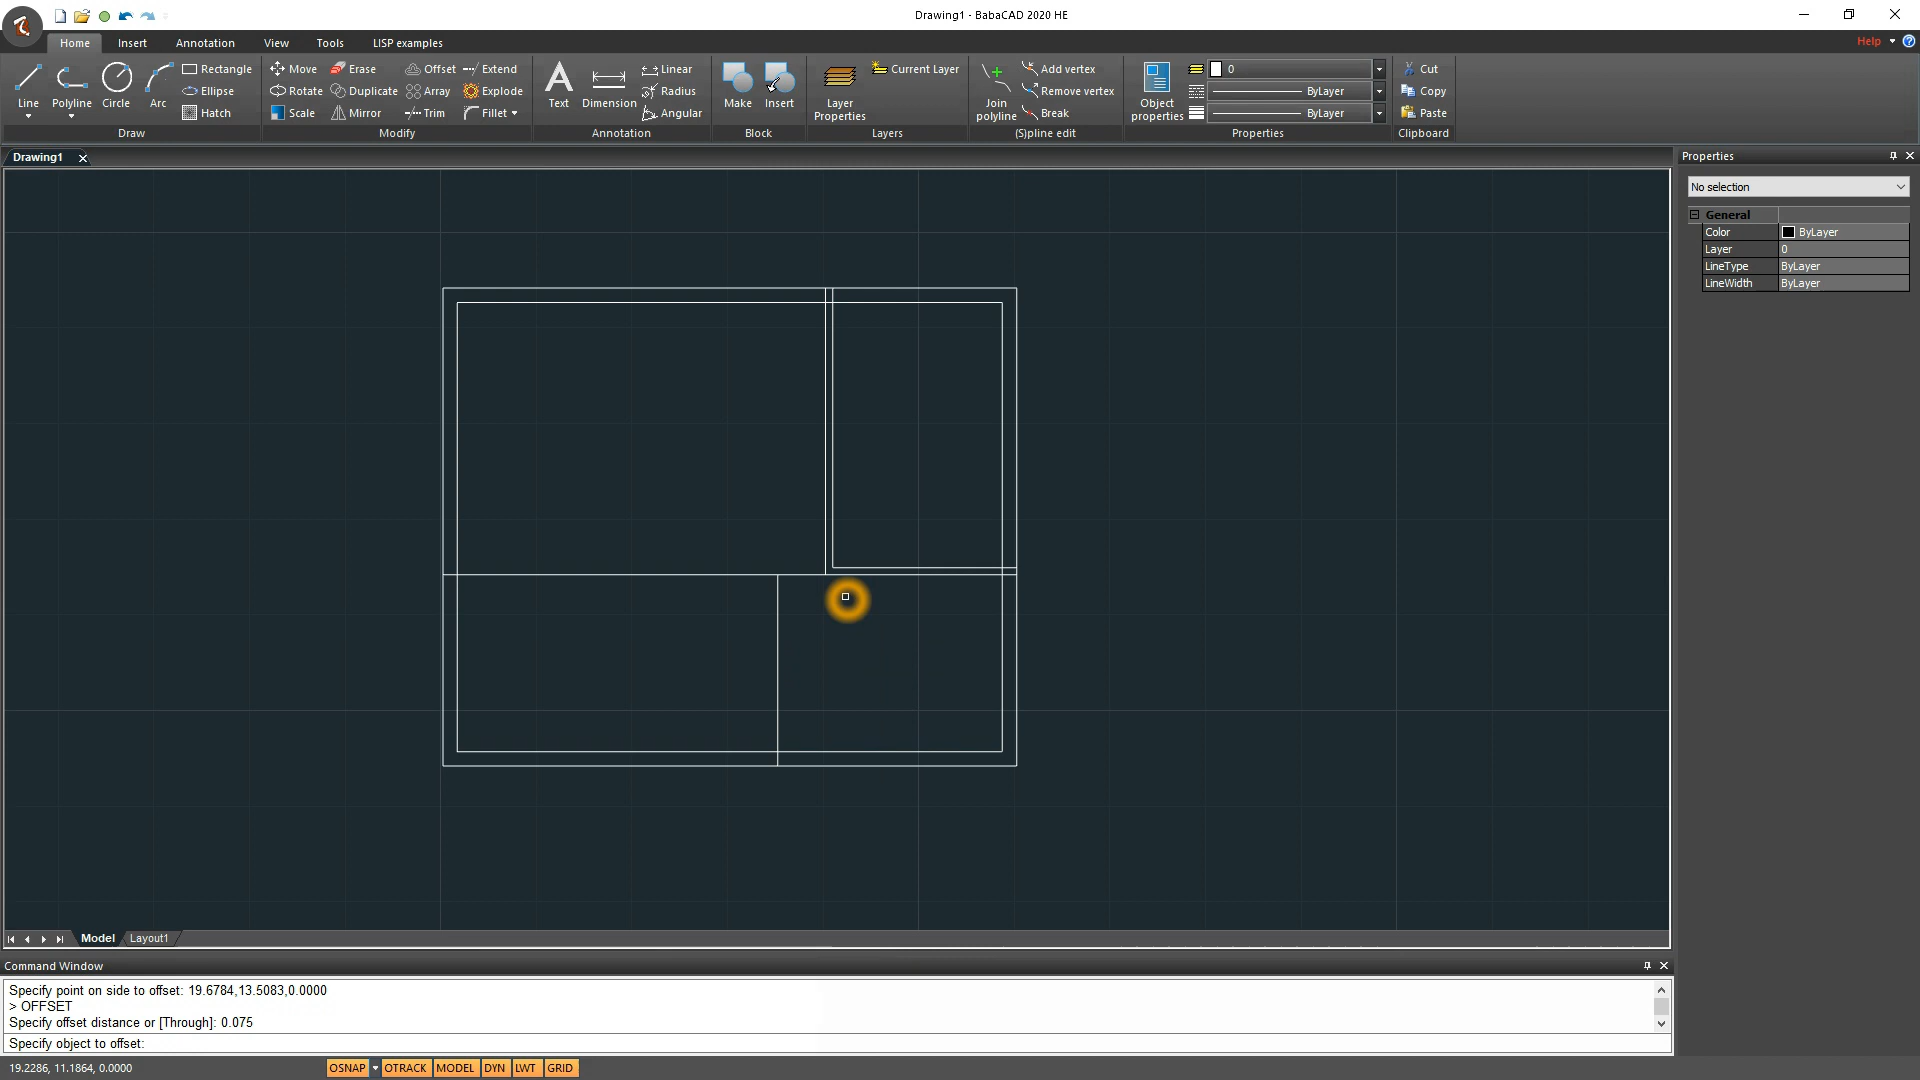 Drawing1 - BabaCAD 2020 HE
Home
Insert
Annotation
View
Tools
LISP examples
Help
Line
Polyline
Circle
Arc
Rectangle
Ellipse
Hatch
Draw
Move
Rotate
Scale
Erase
Duplicate
Mirror
Offset
Array
Trim
Extend
Explode
Fillet
Modify
Text
Dimension
Linear
Radius
Angular
Annotation
Make
Insert
Block
Layer
Properties
Current Layer
Layers
Join
polyline
Add vertex
Remove vertex
Break
(S)pline edit
Object
properties
0
ByLayer
ByLayer
Properties
Cut
Copy
Paste
Clipboard
Drawing1
Properties
No selection
General
Color ByLayer
Layer 0
LineType ByLayer
LineWidth ByLayer
Model
Layout1
Command Window
Specify point on side to offset: 19.6784,13.5083,0.0000
> OFFSET
Specify offset distance or [Through]: 0.075
Specify object to offset:
19.2286, 11.1864, 0.0000
OSNAP
OTRACK
MODEL
DYN
LWT
GRID